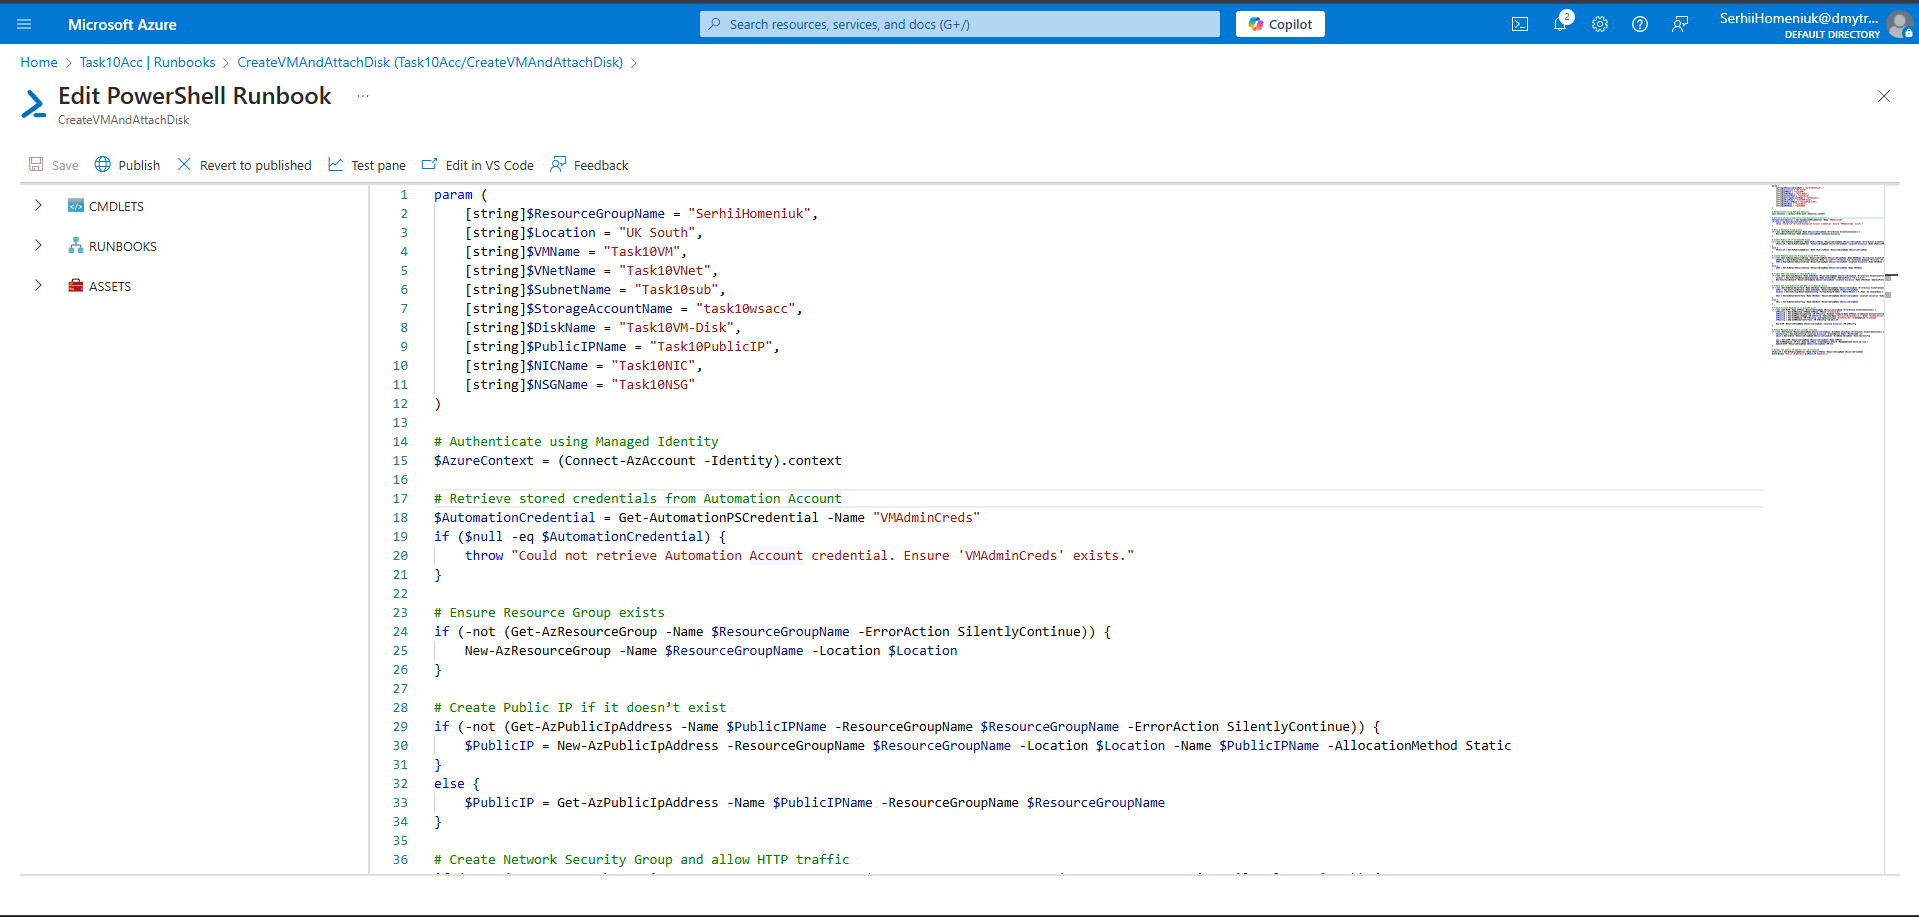 Microsoft Azure
Search resources, services, and docs (G+/)
Copilot
2
SerhiiHomeniuk@dmytr...
DEFAULT DIRECTORY
Home > Task10Acc | Runbooks > CreateVMAndAttachDisk (Task10Acc/CreateVMAndAttachDisk) >
Edit PowerShell Runbook ...
CreateVMAndAttachDisk
Save Publish Revert to published Test pane Edit in VS Code Feedback
CMDLETS
RUNBOOKS
ASSETS
1 param (
2 [string]$ResourceGroupName = "SerhiiHomeniuk",
3 [string]$Location = "UK South",
4 [string]$VMName = "Task10VM",
5 [string]$VNetName = "Task10VNet",
6 [string]$SubnetName = "Task10sub",
7 [string]$StorageAccountName = "task10wsacc",
8 [string]$DiskName = "Task10VM-Disk",
9 [string]$PublicIPName = "Task10PublicIP",
10 [string]$NICName = "Task10NIC",
11 [string]$NSGName = "Task10NSG"
12 )
13
14 # Authenticate using Managed Identity
15 $AzureContext = (Connect-AzAccount -Identity).context
16
17 # Retrieve stored credentials from Automation Account
18 $AutomationCredential = Get-AutomationPSCredential -Name "VMAdminCreds"
19 if ($null -eq $AutomationCredential) {
20 throw "Could not retrieve Automation Account credential. Ensure 'VMAdminCreds' exists."
21 }
22
23 # Ensure Resource Group exists
24 if (-not (Get-AzResourceGroup -Name $ResourceGroupName -ErrorAction SilentlyContinue)) {
25 New-AzResourceGroup -Name $ResourceGroupName -Location $Location
26 }
27
28 # Create Public IP if it doesn’t exist
29 if (-not (Get-AzPublicIpAddress -Name $PublicIPName -ResourceGroupName $ResourceGroupName -ErrorAction SilentlyContinue)) {
30 $PublicIP = New-AzPublicIpAddress -ResourceGroupName $ResourceGroupName -Location $Location -Name $PublicIPName -AllocationMethod Static
31 }
32 else {
33 $PublicIP = Get-AzPublicIpAddress -Name $PublicIPName -ResourceGroupName $ResourceGroupName
34 }
35
36 # Create Network Security Group and allow HTTP traffic